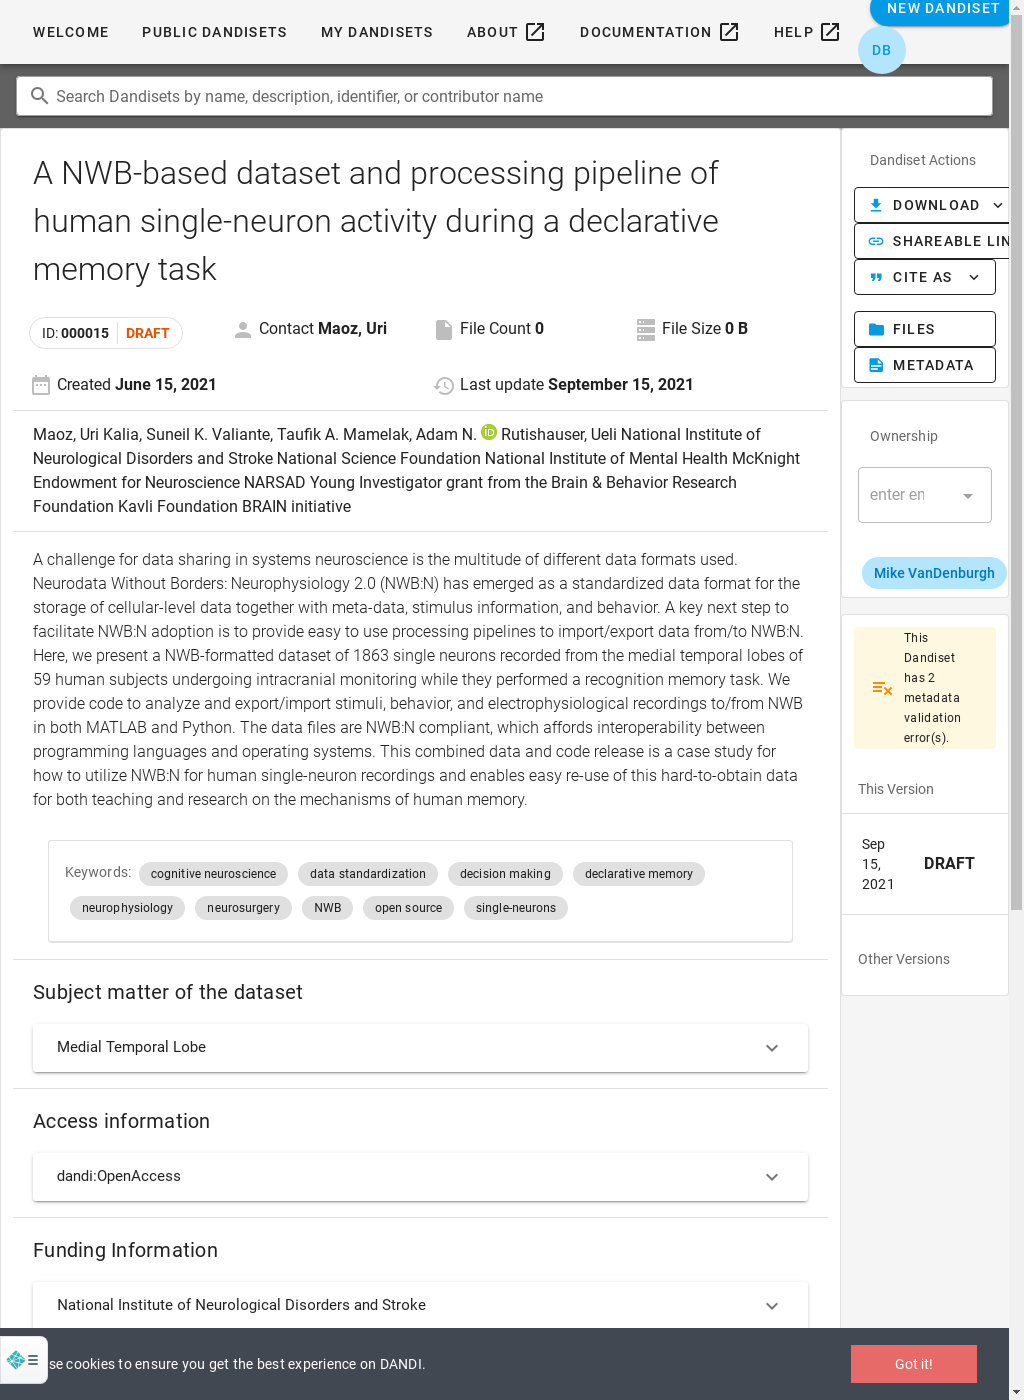 WELCOME PUBLIC DANDISETS MY DANDISETS ABOUT DOCUMENTATION HELP NEW DANDISET
DB
Search Dandisets by name, description, identifier, or contributor name
A NWB-based dataset and processing pipeline of
human single-neuron activity during a declarative
memory task
ID: 000015 DRAFT
Contact Maoz, Uri
File Count 0
File Size 0 B
Created June 15, 2021
Last update September 15, 2021
Maoz, Uri Kalia, Suneil K. Valiante, Taufik A. Mamelak, Adam N. iD Rutishauser, Ueli National Institute of
Neurological Disorders and Stroke National Science Foundation National Institute of Mental Health McKnight
Endowment for Neuroscience NARSAD Young Investigator grant from the Brain & Behavior Research
Foundation Kavli Foundation BRAIN initiative
A challenge for data sharing in systems neuroscience is the multitude of different data formats used.
Neurodata Without Borders: Neurophysiology 2.0 (NWB:N) has emerged as a standardized data format for the
storage of cellular-level data together with meta-data, stimulus information, and behavior. A key next step to
facilitate NWB:N adoption is to provide easy to use processing pipelines to import/export data from/to NWB:N.
Here, we present a NWB-formatted dataset of 1863 single neurons recorded from the medial temporal lobes of
59 human subjects undergoing intracranial monitoring while they performed a recognition memory task. We
provide code to analyze and export/import stimuli, behavior, and electrophysiological recordings to/from NWB
in both MATLAB and Python. The data files are NWB:N compliant, which affords interoperability between
programming languages and operating systems. This combined data and code release is a case study for
how to utilize NWB:N for human single-neuron recordings and enables easy re-use of this hard-to-obtain data
for both teaching and research on the mechanisms of human memory.
Keywords: cognitive neuroscience data standardization decision making declarative memory
neurophysiology neurosurgery NWB open source single-neurons
Subject matter of the dataset
Medial Temporal Lobe
Access information
dandi:OpenAccess
Funding Information
National Institute of Neurological Disorders and Stroke
Dandiset Actions
DOWNLOAD
SHAREABLE LIN
CITE AS
FILES
METADATA
Ownership
enter en
Mike VanDenburgh
This
Dandiset
has 2
metadata
validation
error(s).
This Version
Sep
15,
2021
DRAFT
Other Versions
se cookies to ensure you get the best experience on DANDI.
Got it!